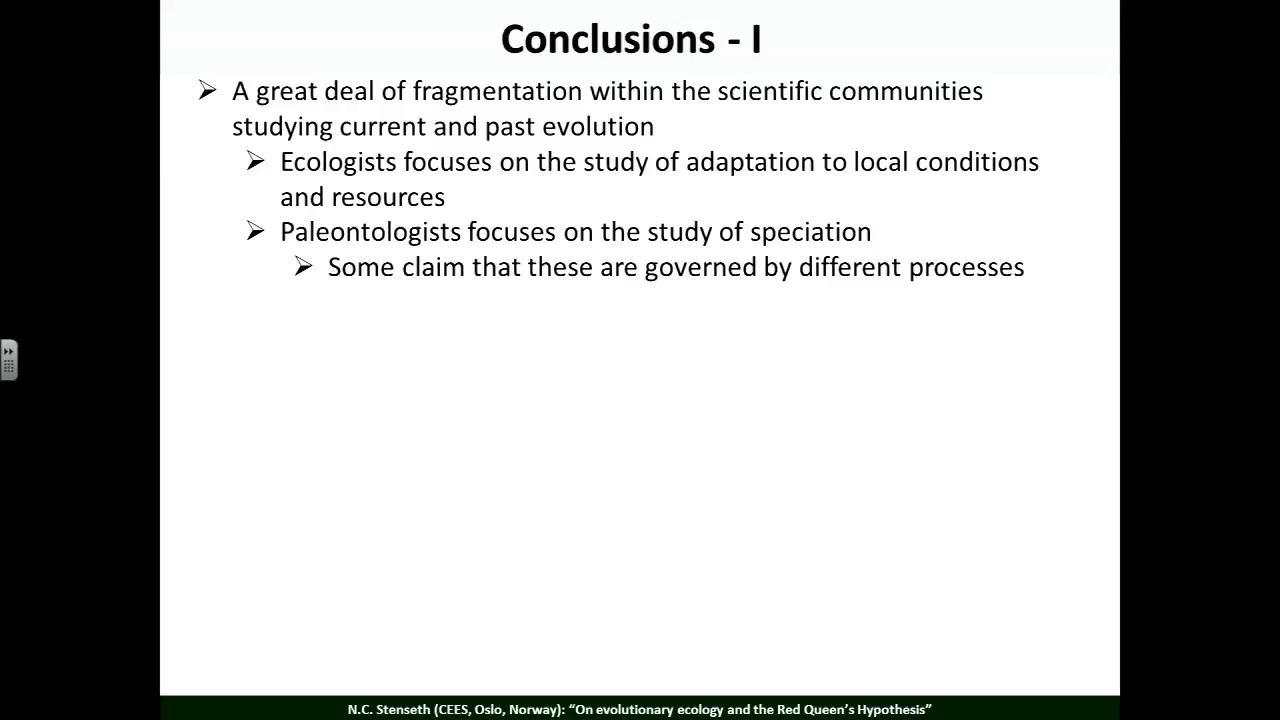 Conclusions - I
A great deal of fragmentation within the scientific communities
studying current and past evolution
Ecologists focuses on the study of adaptation to local conditions
and resources
Paleontologists focuses on the study of speciation
Some claim that these are governed by different processes
N.C. Stenseth (CEES, Oslo, Norway): “On evolutionary ecology and the Red Queen’s Hypothesis”